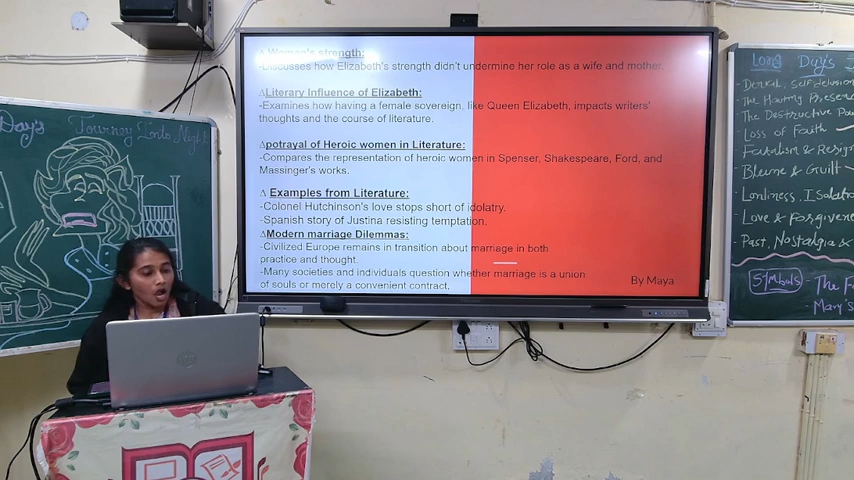 Day's Journey Into Night
∆ Women's strength:
-Discusses how Elizabeth's strength didn't undermine her role as a wife and mother.
∆Literary Influence of Elizabeth:
-Examines how having a female sovereign, like Queen Elizabeth, impacts writers'
thoughts and the course of literature.
∆potrayal of Heroic women in Literature:
-Compares the representation of heroic women in Spenser, Shakespeare, Ford, and
Massinger's works.
∆ Examples from Literature:
-Colonel Hutchinson's love stops short of idolatry.
-Spanish story of Justina resisting temptation.
∆Modern marriage Dilemmas:
-Civilized Europe remains in transition about marriage in both
practice and thought.
-Many societies and individuals question whether marriage is a union
of souls or merely a convenient contract,
By Maya
Long Day's
Denial, Self delusion
The Haunting Presence
The Destructive
Loss of Faith
Fatalism &
Blame & Guilt
Lonliness,
Love &
Past, Nostalgia &
Symbols - The
Mary's
hp